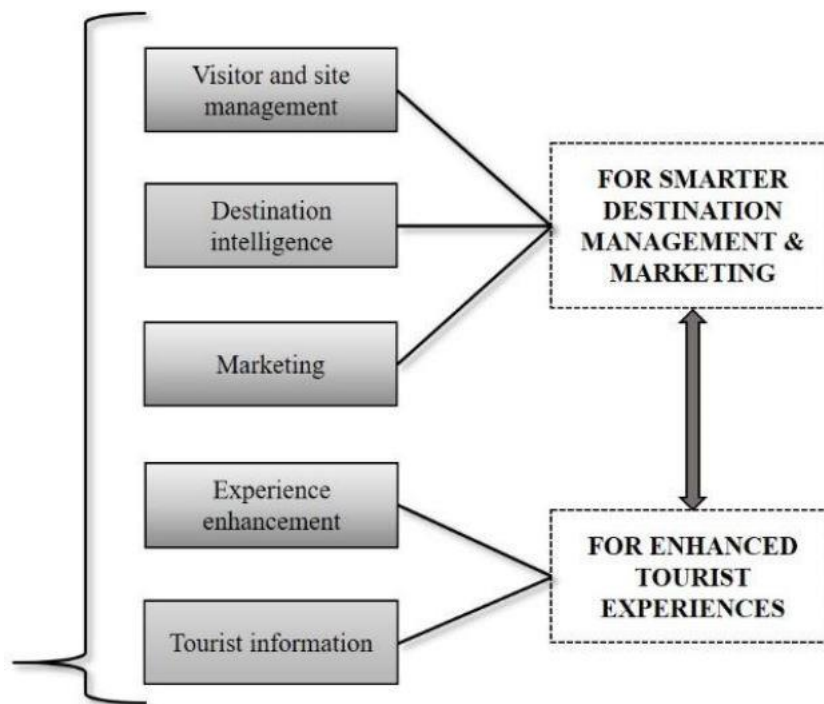 Visitor and site
management
FOR SMARTER
DESTINATION
MANAGEMENT &
MARKETING
Destination
intelligence
Marketing
Experience
enhancement
FOR ENHANCED
TOURIST
EXPERIENCES
Tourist information